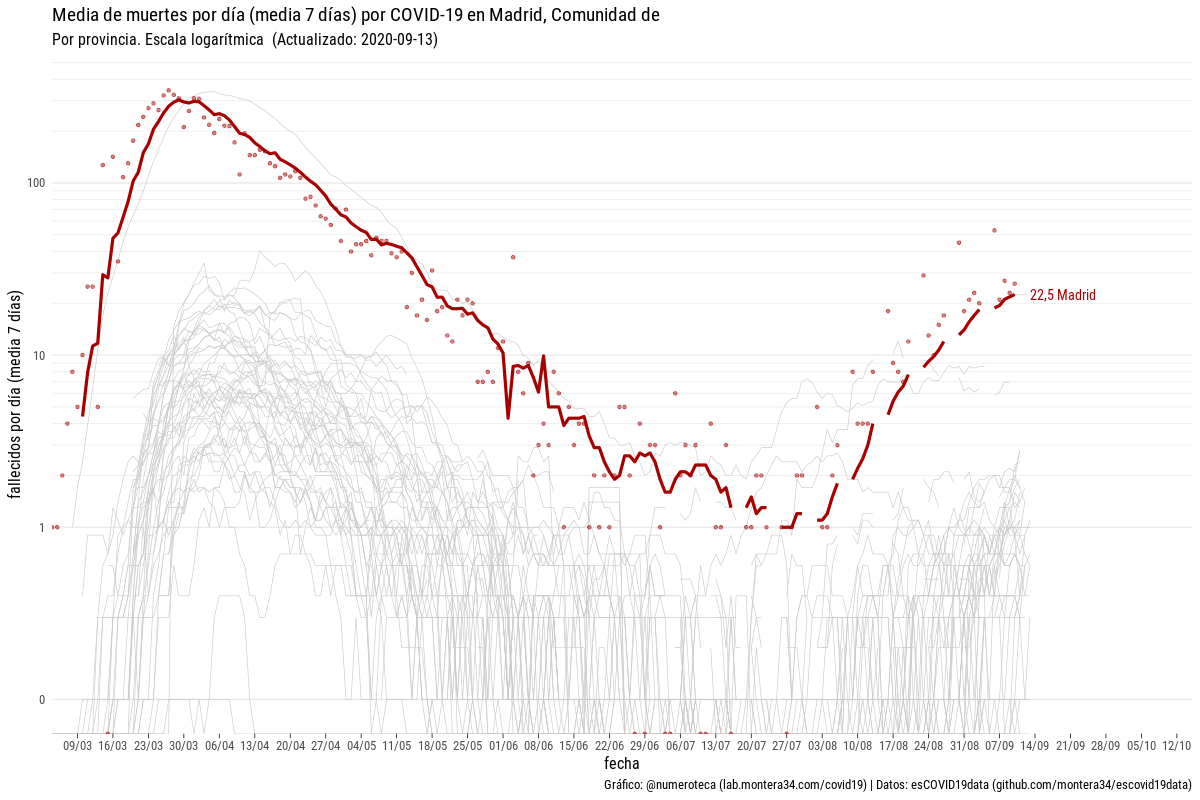 Media de muertes por día (media 7 días) por COVID-19 en Madrid, Comunidad de
Por provincia. Escala logarítmica  (Actualizado: 2020-09-13)
fallecidos por día (media  7 días)
100
10
1
0
22,5 Madrid
09/03 16/03 23/03 30/03 06/04 13/04 20/04 27/04 4/05 11/05 18/05 25/05 01/06 08/06 15/06 22/06 29/06 06/07 13/07 20/07 27/07 03/08 10/08 17/08 24/08 31/08 07/09 14/09 21/09 28/09 05/10 12/10
fecha
Gráfico: @numeroteca (lab.montera34.com/covid19) | Datos: esCOVID19data (github.com/montera34/escovid19data)